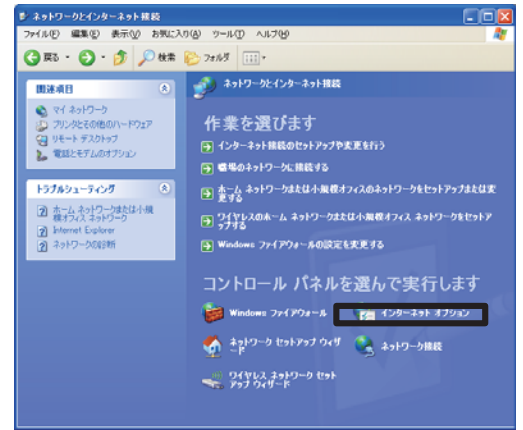 ネットワークとインターネット接続
ファイル(F) 編集(E) 表示(V) お気に入り(A) ツール(T) ヘルプ(H)
戻る 検索 フォルダ
関連項目
マイ ネットワーク
プリンタとその他のハードウェア
リモート デスクトップ
電話とモデムのオプション
トラブルシューティング
ホーム ネットワークまたは小規
模オフィス ネットワーク
Internet Explorer
ネットワークの診断
ネットワークとインターネット接続
作業を選びます
インターネット接続のセットアップや変更を行う
職場のネットワークに接続する
ホーム ネットワークまたは小規模オフィスのネットワークをセットアップまたは変
更する
ワイヤレスのホーム ネットワークまたは小規模オフィス ネットワークをセットア
ップする
Windows ファイアウォールの設定を変更する
コントロール パネルを選んで実行します
Windows ファイアウォール インターネット オプション
ネットワーク セットアップ ウィザ
ード
ネットワーク接続
ワイヤレス ネットワーク セット
アップ ウィザード